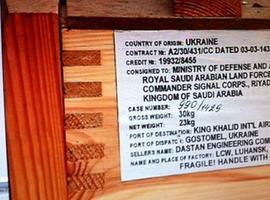 COUNTRY OF ORIGIN: UKRAINE
CONTRACT No A2/30/431/CC DATED 03-03-143
CREDIT No 19932/8455
CONSIGNED TO: MINISTRY OF DEFENSE AND A
ROYAL SAUDI ARABIAN LAND FORCE
COMMANDER SIGNAL CORPS, RIYAD
KINGDOM OF SAUDI ARABIA
CASE NUMBER: 990/1425
GROSS WEIGHT: 30kg
NET WEIGHT: 23kg
PORT OF DESTINATION: KING KHALID INT'L AIR
PORT OF DISPATCH: GOSTOMEL, UKRAINE
SELLERS NAME: DASTAN ENGINEERING COM
NAME AND PLACE OF FACTORY: LCW, LUHANSK,
FRAGILE! HANDLE WITH